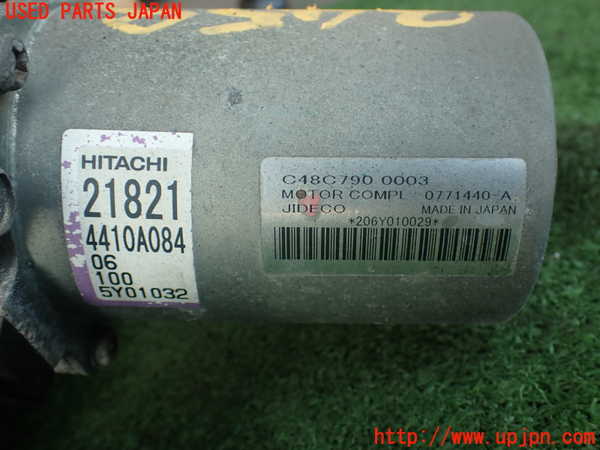 USED PARTS JAPAN
HITACHI
21821
4410A084
06
100
5Y01032
C48C790 0003
MOTOR COMPL 0771440-A
JIDECO MADE IN JAPAN
*206Y010029*
http://www.upjpn.com/